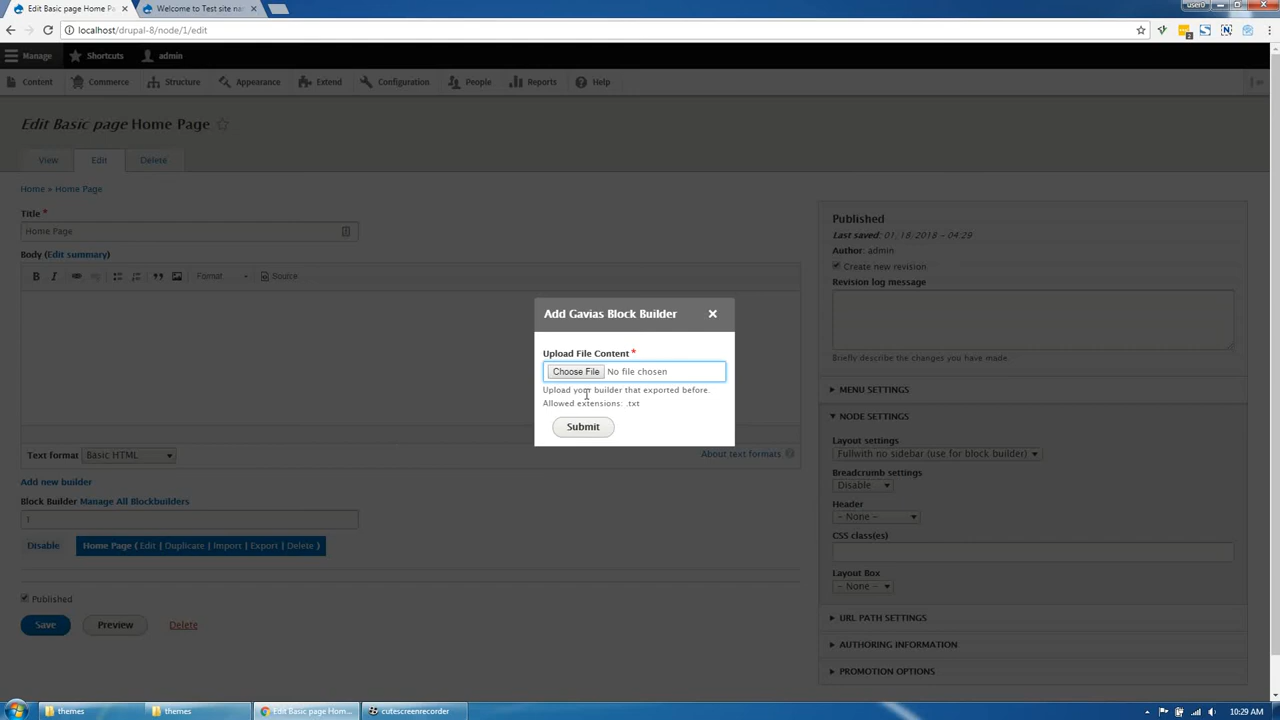 Edit Basic page Home P
Welcome to Test site na
user0
localhost/drupal-8/node/1/edit
Manage
Shortcuts
admin
Content
Commerce
Structure
Appearance
Extend
Configuration
People
Reports
Help
Edit Basic page Home Page
View
Edit
Delete
Home » Home Page
Title *
Home Page
Body (Edit summary)
B I
Format
Source
Text format
Basic HTML
About text formats
Add new builder
Block Builder Manage All Blockbuilders
Disable
Home Page ( Edit | Duplicate | Import | Export | Delete )
Published
Save
Preview
Delete
Add Gavias Block Builder
Upload File Content *
Choose File No file chosen
Upload your builder that exported before.
Allowed extensions: .txt
Submit
Published
Last saved: 01/18/2018 - 04:29
Author: admin
Create new revision
Revision log message
Briefly describe the changes you have made.
MENU SETTINGS
NODE SETTINGS
Layout settings
Fullwith no sidebar (use for block builder)
Breadcrumb settings
Disable
Header
- None -
CSS class(es)
Layout Box
- None -
URL PATH SETTINGS
AUTHORING INFORMATION
PROMOTION OPTIONS
themes
themes
Edit Basic page Hom...
cutescreenrecorder
10:29 AM